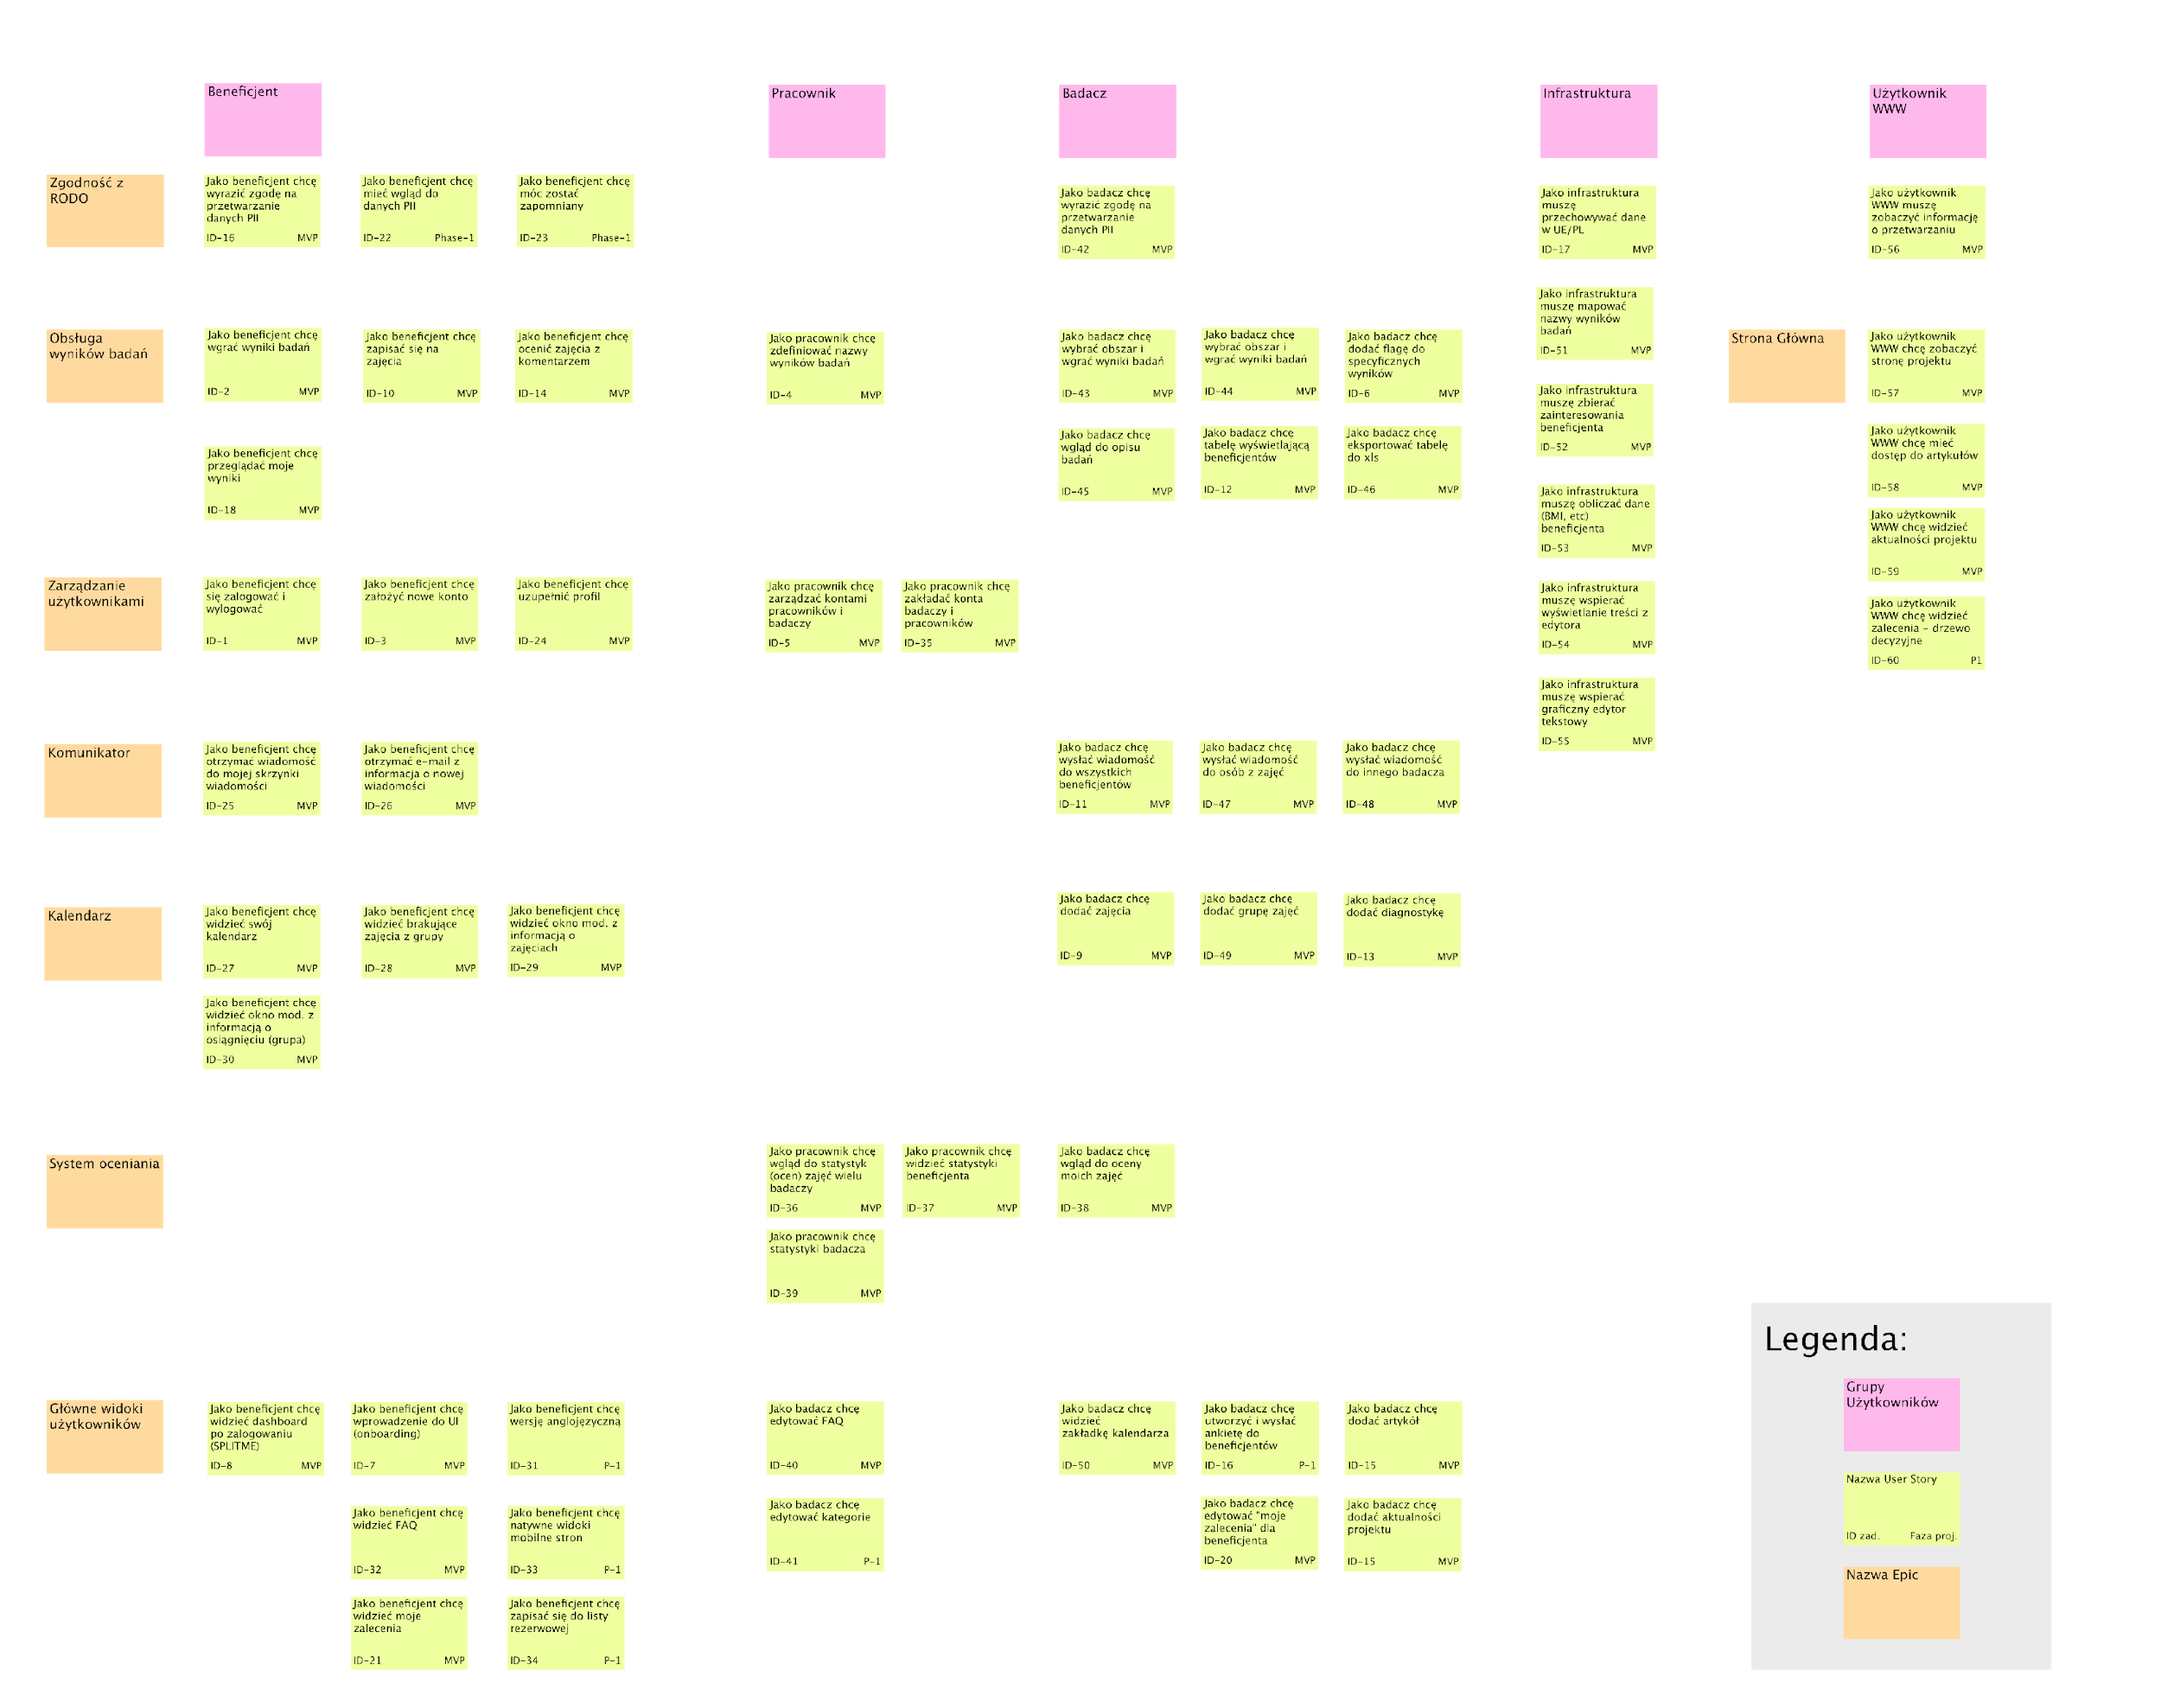 Beneficjent
Pracownik
Badacz
Infrastruktura
Użytkownik
WWW
Zgodność z
RODO
Jako beneficjent chcę
wyrazić zgodę na
przetwarzanie
danych PII
ID-16 MVP
Jako beneficjent chcę
mieć wgląd do
danych PII
ID-22 Phase-1
Jako beneficjent chcę
móc zostać
zapomniany
ID-23 Phase-1
Jako badacz chcę
wyrazić zgodę na
przetwarzanie
danych PII
ID-42 MVP
Jako infrastruktura
muszę
przechowywać dane
w UE/PL
ID-17 MVP
Jako użytkownik
WWW muszę
zobaczyć informację
o przetwarzaniu
ID-56 MVP
Obsługa
wyników badań
Jako beneficjent chcę
wgrać wyniki badań
ID-2 MVP
Jako beneficjent chcę
zapisać się na
zajęcia
ID-10 MVP
Jako beneficjent chcę
ocenić zajęcia z
komentarzem
ID-14 MVP
Jako beneficjent chcę
przeglądać moje
wyniki
ID-18 MVP
Jako pracownik chcę
zdefiniować nazwy
wyników badań
ID-4 MVP
Jako badacz chcę
wybrać obszar i
wgrać wyniki badań
ID-43 MVP
Jako badacz chcę
wybrać obszar i
wgrać wyniki badań
ID-44 MVP
Jako badacz chcę
dodać flagę do
specyficznych
wyników
ID-6 MVP
Jako badacz chcę
wgląd do opisu
badań
ID-45 MVP
Jako badacz chcę
tabelę wyświetlającą
beneficjentów
ID-12 MVP
Jako badacz chcę
eksportować tabelę
do xls
ID-46 MVP
Jako infrastruktura
muszę mapować
nazwy wyników
badań
ID-51 MVP
Jako infrastruktura
muszę zbierać
zainteresowania
beneficjenta
ID-52 MVP
Jako infrastruktura
muszę obliczać dane
(BMI, etc)
beneficjenta
ID-53 MVP
Jako infrastruktura
muszę wspierać
wyświetlanie treści z
edytora
ID-54 MVP
Jako infrastruktura
muszę wspierać
graficzny edytor
tekstowy
ID-55 MVP
Strona Główna
Jako użytkownik
WWW chcę zobaczyć
stronę projektu
ID-57 MVP
Jako użytkownik
WWW chcę mieć
dostęp do artykułów
ID-58 MVP
Jako użytkownik
WWW chcę widzieć
aktualności projektu
ID-59 MVP
Jako użytkownik
WWW chcę widzieć
zalecenia - drzewo
decyzyjne
ID-60 P1
Zarządzanie
użytkownikami
Jako beneficjent chcę
się zalogować i
wylogować
ID-1 MVP
Jako beneficjent chcę
założyć nowe konto
ID-3 MVP
Jako beneficjent chcę
uzupełnić profil
ID-24 MVP
Jako pracownik chcę
zarządzać kontami
pracowników i
badaczy
ID-5 MVP
Jako pracownik chcę
zakładać konta
badaczy i
pracowników
ID-35 MVP
Komunikator
Jako beneficjent chcę
otrzymać wiadomość
do mojej skrzynki
wiadomości
ID-25 MVP
Jako beneficjent chcę
otrzymać e-mail z
informacja o nowej
wiadomości
ID-26 MVP
Jako badacz chcę
wysłać wiadomość
do wszystkich
beneficjentów
ID-11 MVP
Jako badacz chcę
wysłać wiadomość
do osób z zajęć
ID-47 MVP
Jako badacz chcę
wysłać wiadomość
do innego badacza
ID-48 MVP
Kalendarz
Jako beneficjent chcę
widzieć swój
kalendarz
ID-27 MVP
Jako beneficjent chcę
widzieć brakujące
zajęcia z grupy
ID-28 MVP
Jako beneficjent chcę
widzieć okno mod. z
informacją o
zajęciach
ID-29 MVP
Jako beneficjent chcę
widzieć okno mod. z
informacją o
osiągnięciu (grupa)
ID-30 MVP
Jako badacz chcę
dodać zajęcia
ID-9 MVP
Jako badacz chcę
dodać grupę zajęć
ID-49 MVP
Jako badacz chcę
dodać diagnostykę
ID-13 MVP
System oceniania
Jako pracownik chcę
wgląd do statystyk
(ocen) zajęć wielu
badaczy
ID-36 MVP
Jako pracownik chcę
widzieć statystyki
beneficjenta
ID-37 MVP
Jako badacz chcę
wgląd do oceny
moich zajęć
ID-38 MVP
Jako pracownik chcę
statystyki badacza
ID-39 MVP
Główne widoki
użytkowników
Jako beneficjent chcę
widzieć dashboard
po zalogowaniu
(SPLITME)
ID-8 MVP
Jako beneficjent chcę
wprowadzenie do UI
(onboarding)
ID-7 MVP
Jako beneficjent chcę
wersję anglojęzyczną
ID-31 P-1
Jako beneficjent chcę
widzieć FAQ
ID-32 MVP
Jako beneficjent chcę
natywne widoki
mobilne stron
ID-33 P-1
Jako beneficjent chcę
widzieć moje
zalecenia
ID-21 MVP
Jako beneficjent chcę
zapisać się do listy
rezerwowej
ID-34 P-1
Jako badacz chcę
edytować FAQ
ID-40 MVP
Jako badacz chcę
edytować kategorie
ID-41 P-1
Jako badacz chcę
widzieć
zakładkę kalendarza
ID-50 MVP
Jako badacz chcę
utworzyć i wysłać
ankietę do
beneficjentów
ID-16 P-1
Jako badacz chcę
dodać artykół
ID-15 MVP
Jako badacz chcę
edytować "moje
zalecenia" dla
beneficjenta
ID-20 MVP
Jako badacz chcę
dodać aktualności
projektu
ID-15 MVP
Legenda:
Grupy
Użytkowników
Nazwa User Story
ID zad. Faza proj.
Nazwa Epic